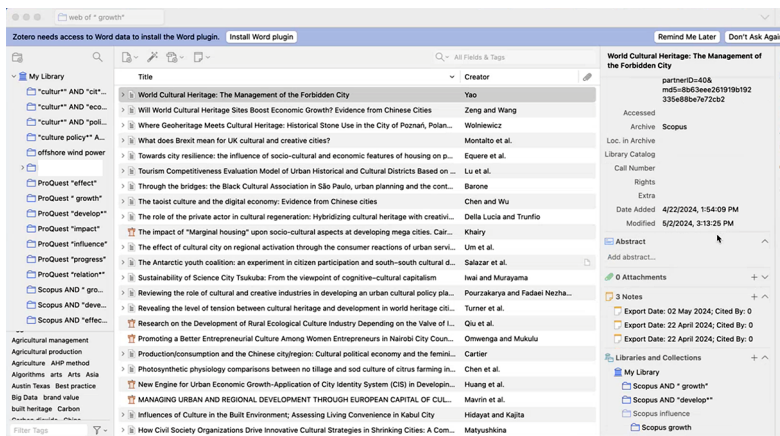 web of " growth"
Zotero needs access to Word data to install the Word plugin.
Install Word plugin
Remind Me Later
Don't Ask Agai
All Fields & Tags
My Library
"cultur*" AND "cit*"...
"cultur*" AND "eco...
"cultur*" AND "poli...
"culture policy*" A...
offshore wind power
ProQuest "effect"
ProQuest " growth"
ProQuest "develop*"
ProQuest "impact"
ProQuest "influence"
ProQuest "progress"
ProQuest "relation*"
Scopus AND " gro...
Scopus AND "deve...
Scopus AND "effec...
Agricultural management
Agricultural production
Agriculture AHP method
Algorithms arts Arts Asia
Austin Texas Best practice
Big Data brand value
built heritage Carbon
Filter Tags
Title Creator
World Cultural Heritage: The Management of the Forbidden City Yao
Will World Cultural Heritage Sites Boost Economic Growth? Evidence from Chinese Cities Zeng and Wang
Where Geoheritage Meets Cultural Heritage: Historical Stone Use in the City of Poznań, Polan... Wolniewicz
What does Brexit mean for UK cultural and creative cities? Montalto et al.
Towards city resilience: the influence of socio-cultural and economic features of housing on p... Equere et al.
Tourism Competitiveness Evaluation Model of Urban Historical and Cultural Districts Based on ... Lu et al.
Through the bridges: the Black Cultural Association in São Paulo, urban planning and the cont... Barone
The taoist culture and the digital economy: Evidence from Chinese cities Chen and Wu
The role of the private actor in cultural regeneration: Hybridizing cultural heritage with creativi... Della Lucia and Trunfio
The impact of "Marginal housing" upon socio-cultural aspects at developing mega cities. Cair... Khairy
The effect of cultural city on regional activation through the consumer reactions of urban servi... Um et al.
The Antarctic youth coalition: an experiment in citizen participation and south–south cultural d... Salazar et al.
Sustainability of Science City Tsukuba: From the viewpoint of cognitive–cultural capitalism Iwai and Murayama
Reviewing the role of cultural and creative industries in developing an urban cultural policy pla... Pourzakarya and Fadaei Nezha...
Revealing the level of tension between cultural heritage and development in world heritage citi... Turner et al.
Research on the Development of Rural Ecological Culture Industry Depending on the Valve of I... Qiu et al.
Promoting a Better Entrepreneurial Culture Among Women Entrepreneurs in Nairobi City Coun... Omwenga and Mukulu
Production/consumption and the Chinese city/region: Cultural political economy and the femini... Cartier
Photosynthetic physiology comparisons between no tillage and sod culture of citrus farming in... Chen et al.
New Engine for Urban Economic Growth-Application of City Identity System (CIS) in Developin... Huang et al.
MANAGING URBAN AND REGIONAL DEVELOPMENT THROUGH EUROPEAN CAPITAL OF CUL... Mavrin et al.
Influences of Culture in the Built Environment; Assessing Living Convenience in Kabul City Hidayat and Kajita
How Civil Society Organizations Drive Innovative Cultural Strategies in Shrinking Cities: A Com... Matyushkina
World Cultural Heritage: The Management of
the Forbidden City
partnerID=40&
md5=8b63eee261919b192
335e88be7e72cb2
Accessed
Archive Scopus
Loc. in Archive
Library Catalog
Call Number
Rights
Extra
Date Added 4/22/2024, 1:54:09 PM
Modified 5/2/2024, 3:13:25 PM
Abstract
Add abstract...
0 Attachments
3 Notes
Export Date: 02 May 2024; Cited By: 0
Export Date: 22 April 2024; Cited By: 0
Export Date: 22 April 2024; Cited By: 0
Libraries and Collections
My Library
Scopus AND " growth"
Scopus AND "develop*"
Scopus influence
Scopus growth